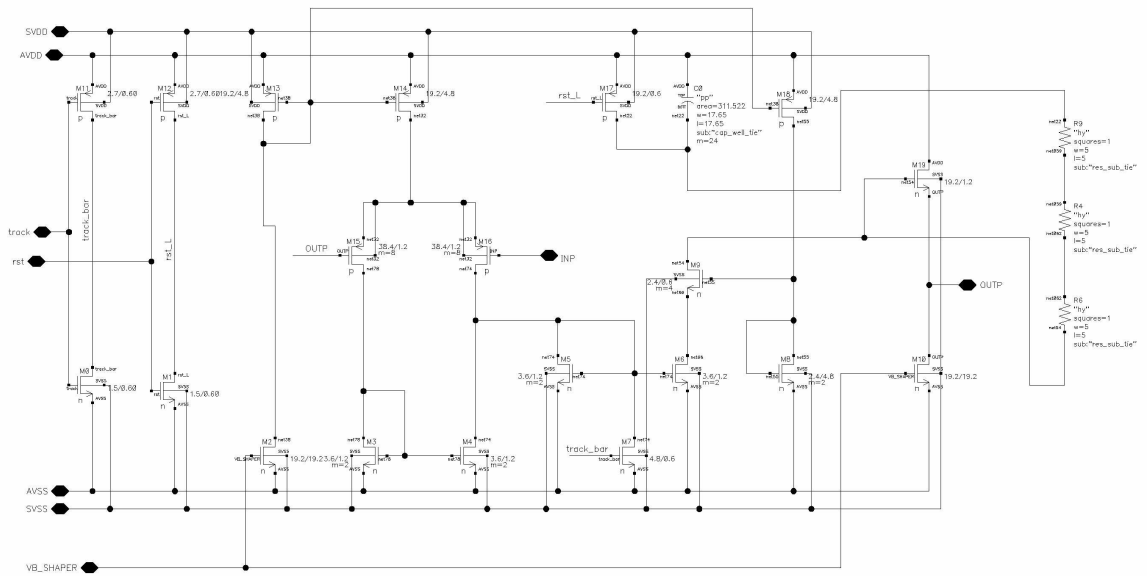 SVDD
AVDD
M11
2.7/0.60
M12
2.7/0.60
M13
19.2/4.8
M14
19.2/4.8
rst_L
M17
19.2/0.6
C0
"pp"
area=311.522
w=17.65
l=17.65
sub:"cap_well_tie"
m=24
M18
19.2/4.8
R9
"hy"
squares=1
w=5
l=5
sub:"res_sub_tie"
M19
19.2/1.2
track
track_bar
rst
rst_L
OUTP
M15
38.4/1.2
m=8
M16
38.4/1.2
m=8
INP
R4
"hy"
squares=1
w=5
l=5
sub:"res_sub_tie"
M9
2.4/0.6
m=4
OUTP
R6
"hy"
squares=1
w=5
l=5
sub:"res_sub_tie"
M0
1.5/0.60
M1
1.5/0.60
M5
3.6/1.2
m=2
M6
3.6/1.2
m=2
M8
2.4/4.8
m=2
M10
VB_SHAPER
19.2/19.2
M2
VB_SHAPER
19.2/19.2
M3
3.6/1.2
m=2
M4
3.6/1.2
m=2
track_bar
M7
4.8/0.6
AVSS
SVSS
VB_SHAPER